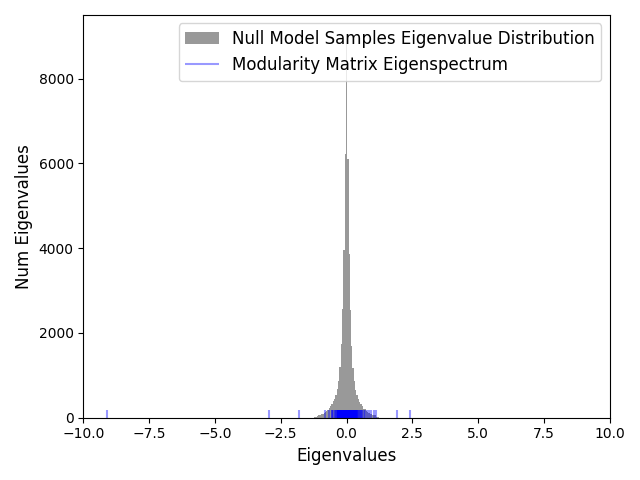 Null Model Samples Eigenvalue Distribution
Modularity Matrix Eigenspectrum
Num Eigenvalues
8000
6000
4000
2000
0
−10.0 −7.5 −5.0 −2.5 0.0 2.5 5.0 7.5 10.0
Eigenvalues